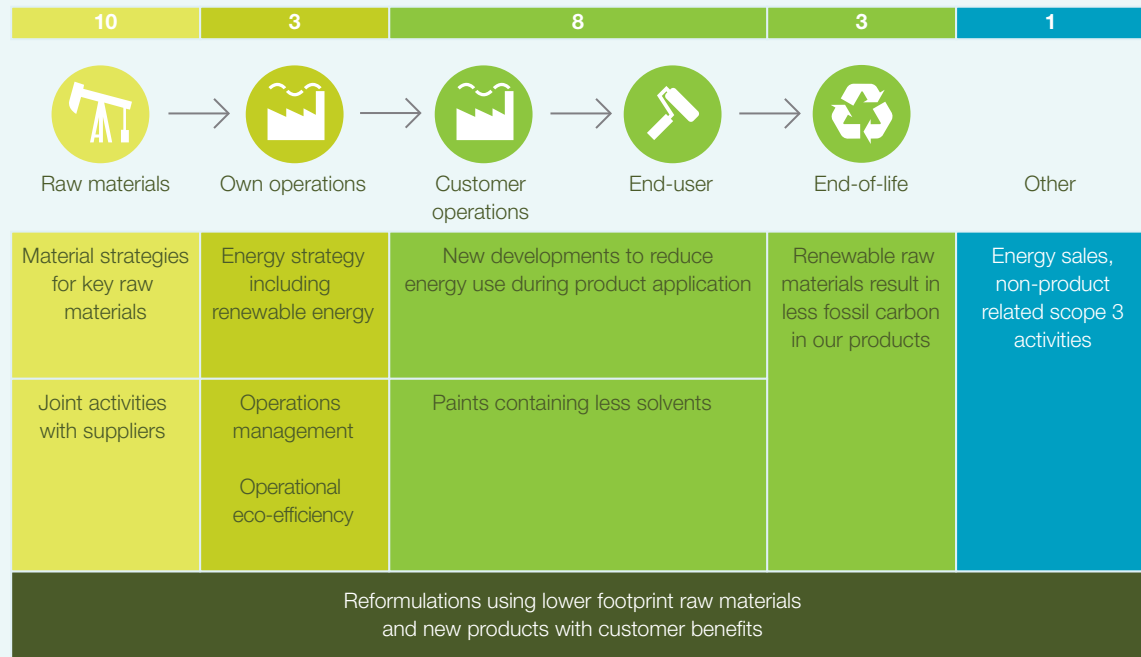 10
3
8
3
1
Raw materials
Own operations
Customer
operations
End-user
End-of-life
Other
Material strategies
for key raw
materials
Energy strategy
including
renewable energy
New developments to reduce
energy use during product application
Renewable raw
materials result in
less fossil carbon
in our products
Energy sales,
non-product
related scope 3
activities
Joint activities
with suppliers
Operations
management
Operational
eco-efficiency
Paints containing less solvents
Reformulations using lower footprint raw materials
and new products with customer benefits